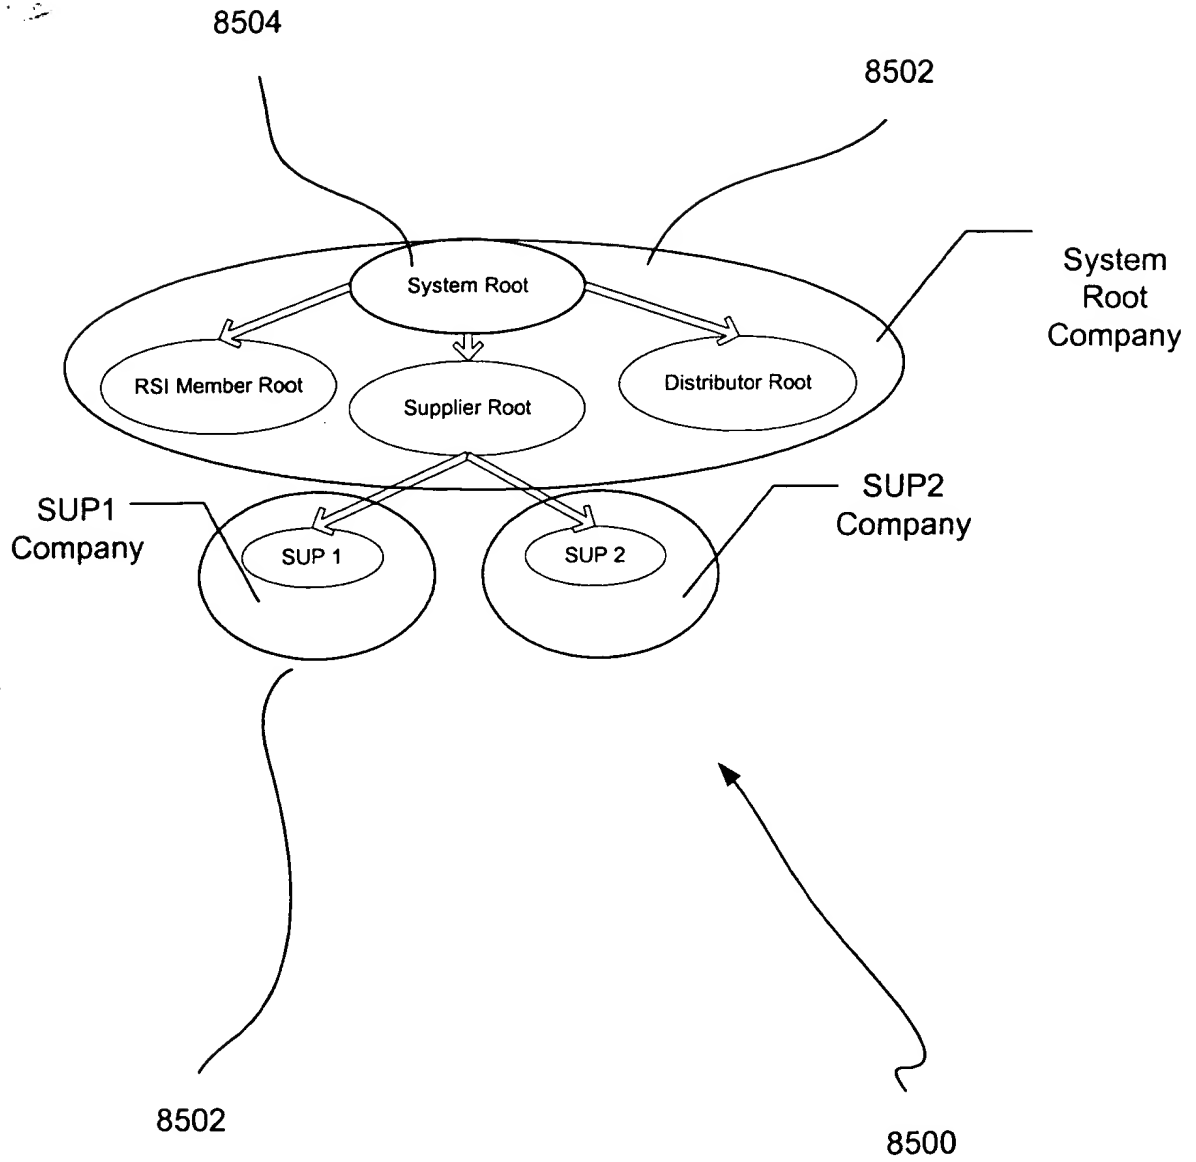 8504
8502
System Root
System
Root
Company
RSI Member Root
Supplier Root
Distributor Root
SUP1
Company
SUP2
Company
SUP 1
SUP 2
8502
8500